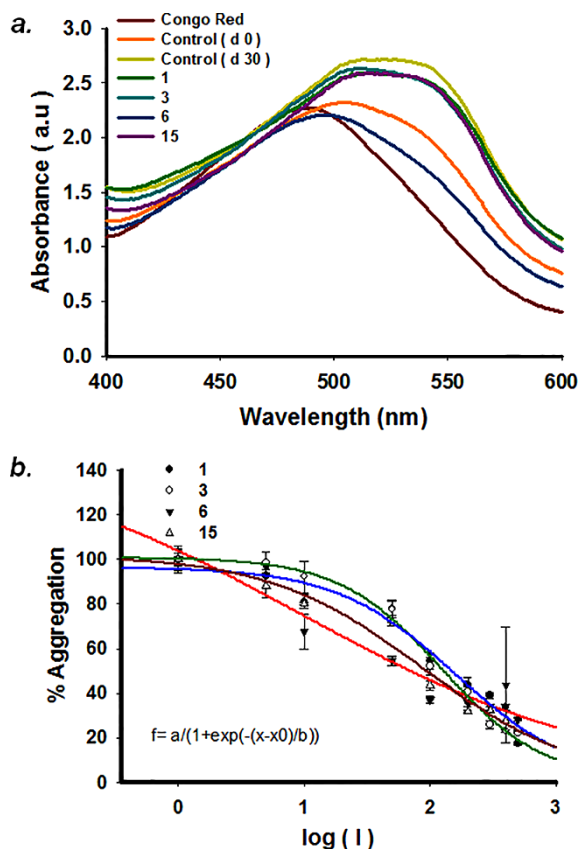 a.
Congo Red
Control ( d 0 )
Control ( d 30 )
1
3
6
15
3.0
2.5
2.0
1.5
1.0
0.5
0.0
Absorbance ( a.u )
400 450 500 550 600
Wavelength (nm)
b.
1
3
6
15
140
120
100
80
60
40
20
0
% Aggregation
f= a/(1+exp(-(x-x0)/b))
0 1 2 3
log ( I )